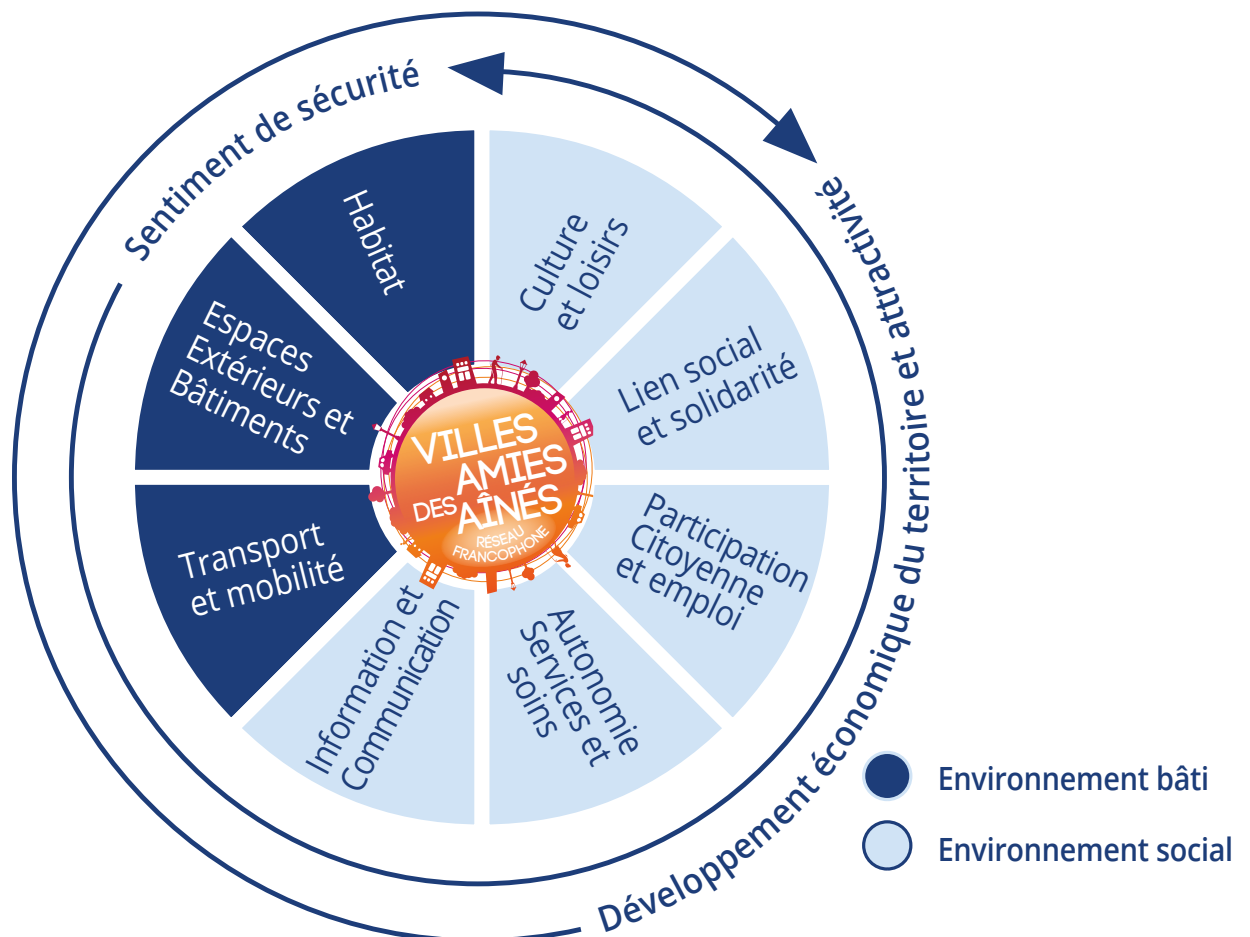 Sentiment de sécurité
Développement économique du territoire et attractivité
Habitat
Culture
et loisirs
Espaces
Extérieurs et
Bâtiments
Lien social
et solidarité
VILLES
AMIES
DES AÎNÉS
RÉSEAU
FRANCOPHONE
Transport
et mobilité
Participation
Citoyenne
et emploi
Information et
Communication
Autonomie
Services et
soins
Environnement bâti
Environnement social